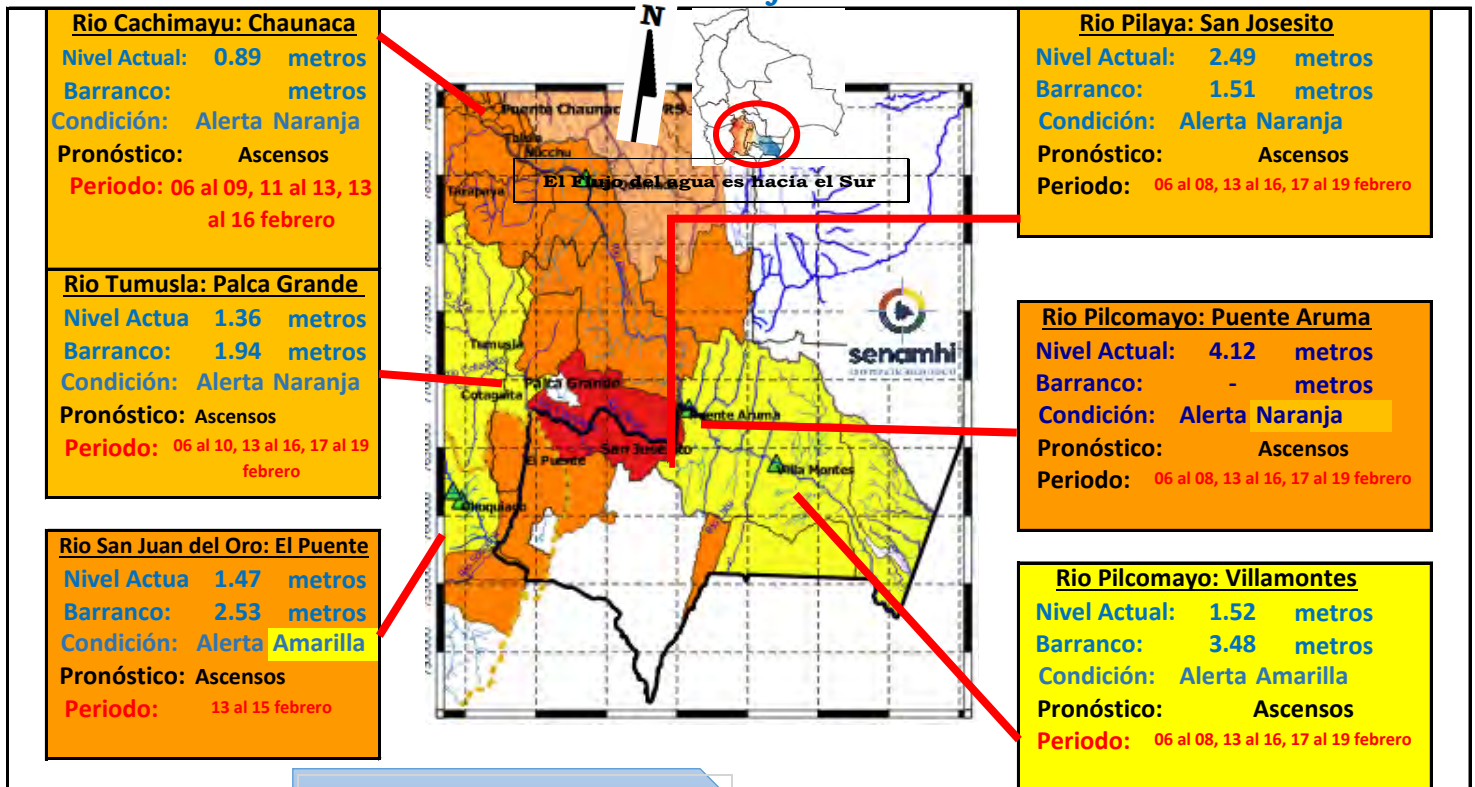 Rio Cachimayu: Chaunaca
Nivel Actual: 0.89 metros
Barranco: metros
Condición: Alerta Naranja
Pronóstico: Ascensos
Periodo: 06 al 09, 11 al 13, 13
al 16 febrero
Rio Tumusla: Palca Grande
Nivel Actua 1.36 metros
Barranco: 1.94 metros
Condición: Alerta Naranja
Pronóstico: Ascensos
Periodo: 06 al 10, 13 al 16, 17 al 19
febrero
Rio San Juan del Oro: El Puente
Nivel Actua 1.47 metros
Barranco: 2.53 metros
Condición: Alerta Amarilla
Pronóstico: Ascensos
Periodo: 13 al 15 febrero
N
Puente Chaunac
Talula
Nucchu
El Flujo del agua es hacia el Sur
Tarapaya
senamhi
Tumusla
Palca Grande
Cotagaita
Puente Aruma
San Josesito
El Puente
Villa Montes
Rio Pilaya: San Josesito
Nivel Actual: 2.49 metros
Barranco: 1.51 metros
Condición: Alerta Naranja
Pronóstico: Ascensos
Periodo: 06 al 08, 13 al 16, 17 al 19 febrero
Rio Pilcomayo: Puente Aruma
Nivel Actual: 4.12 metros
Barranco: - metros
Condición: Alerta Naranja
Pronóstico: Ascensos
Periodo: 06 al 08, 13 al 16, 17 al 19 febrero
Rio Pilcomayo: Villamontes
Nivel Actual: 1.52 metros
Barranco: 3.48 metros
Condición: Alerta Amarilla
Pronóstico: Ascensos
Periodo: 06 al 08, 13 al 16, 17 al 19 febrero